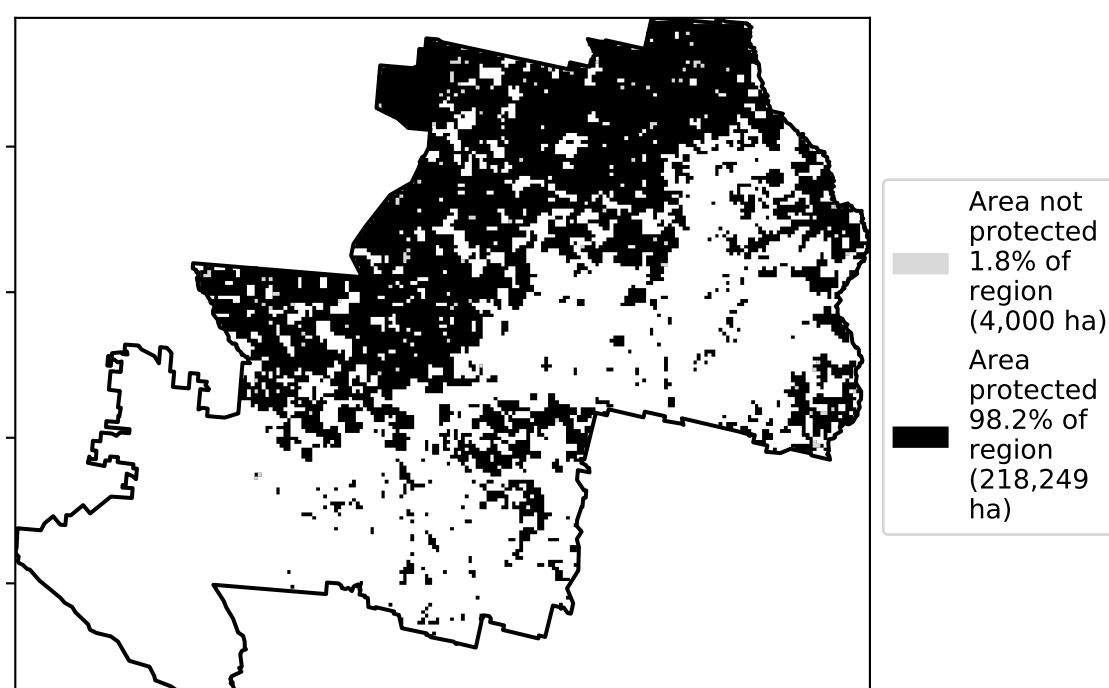 Area not
protected
1.8% of
region
(4,000 ha)
Area
protected
98.2% of
region
(218,249
ha)